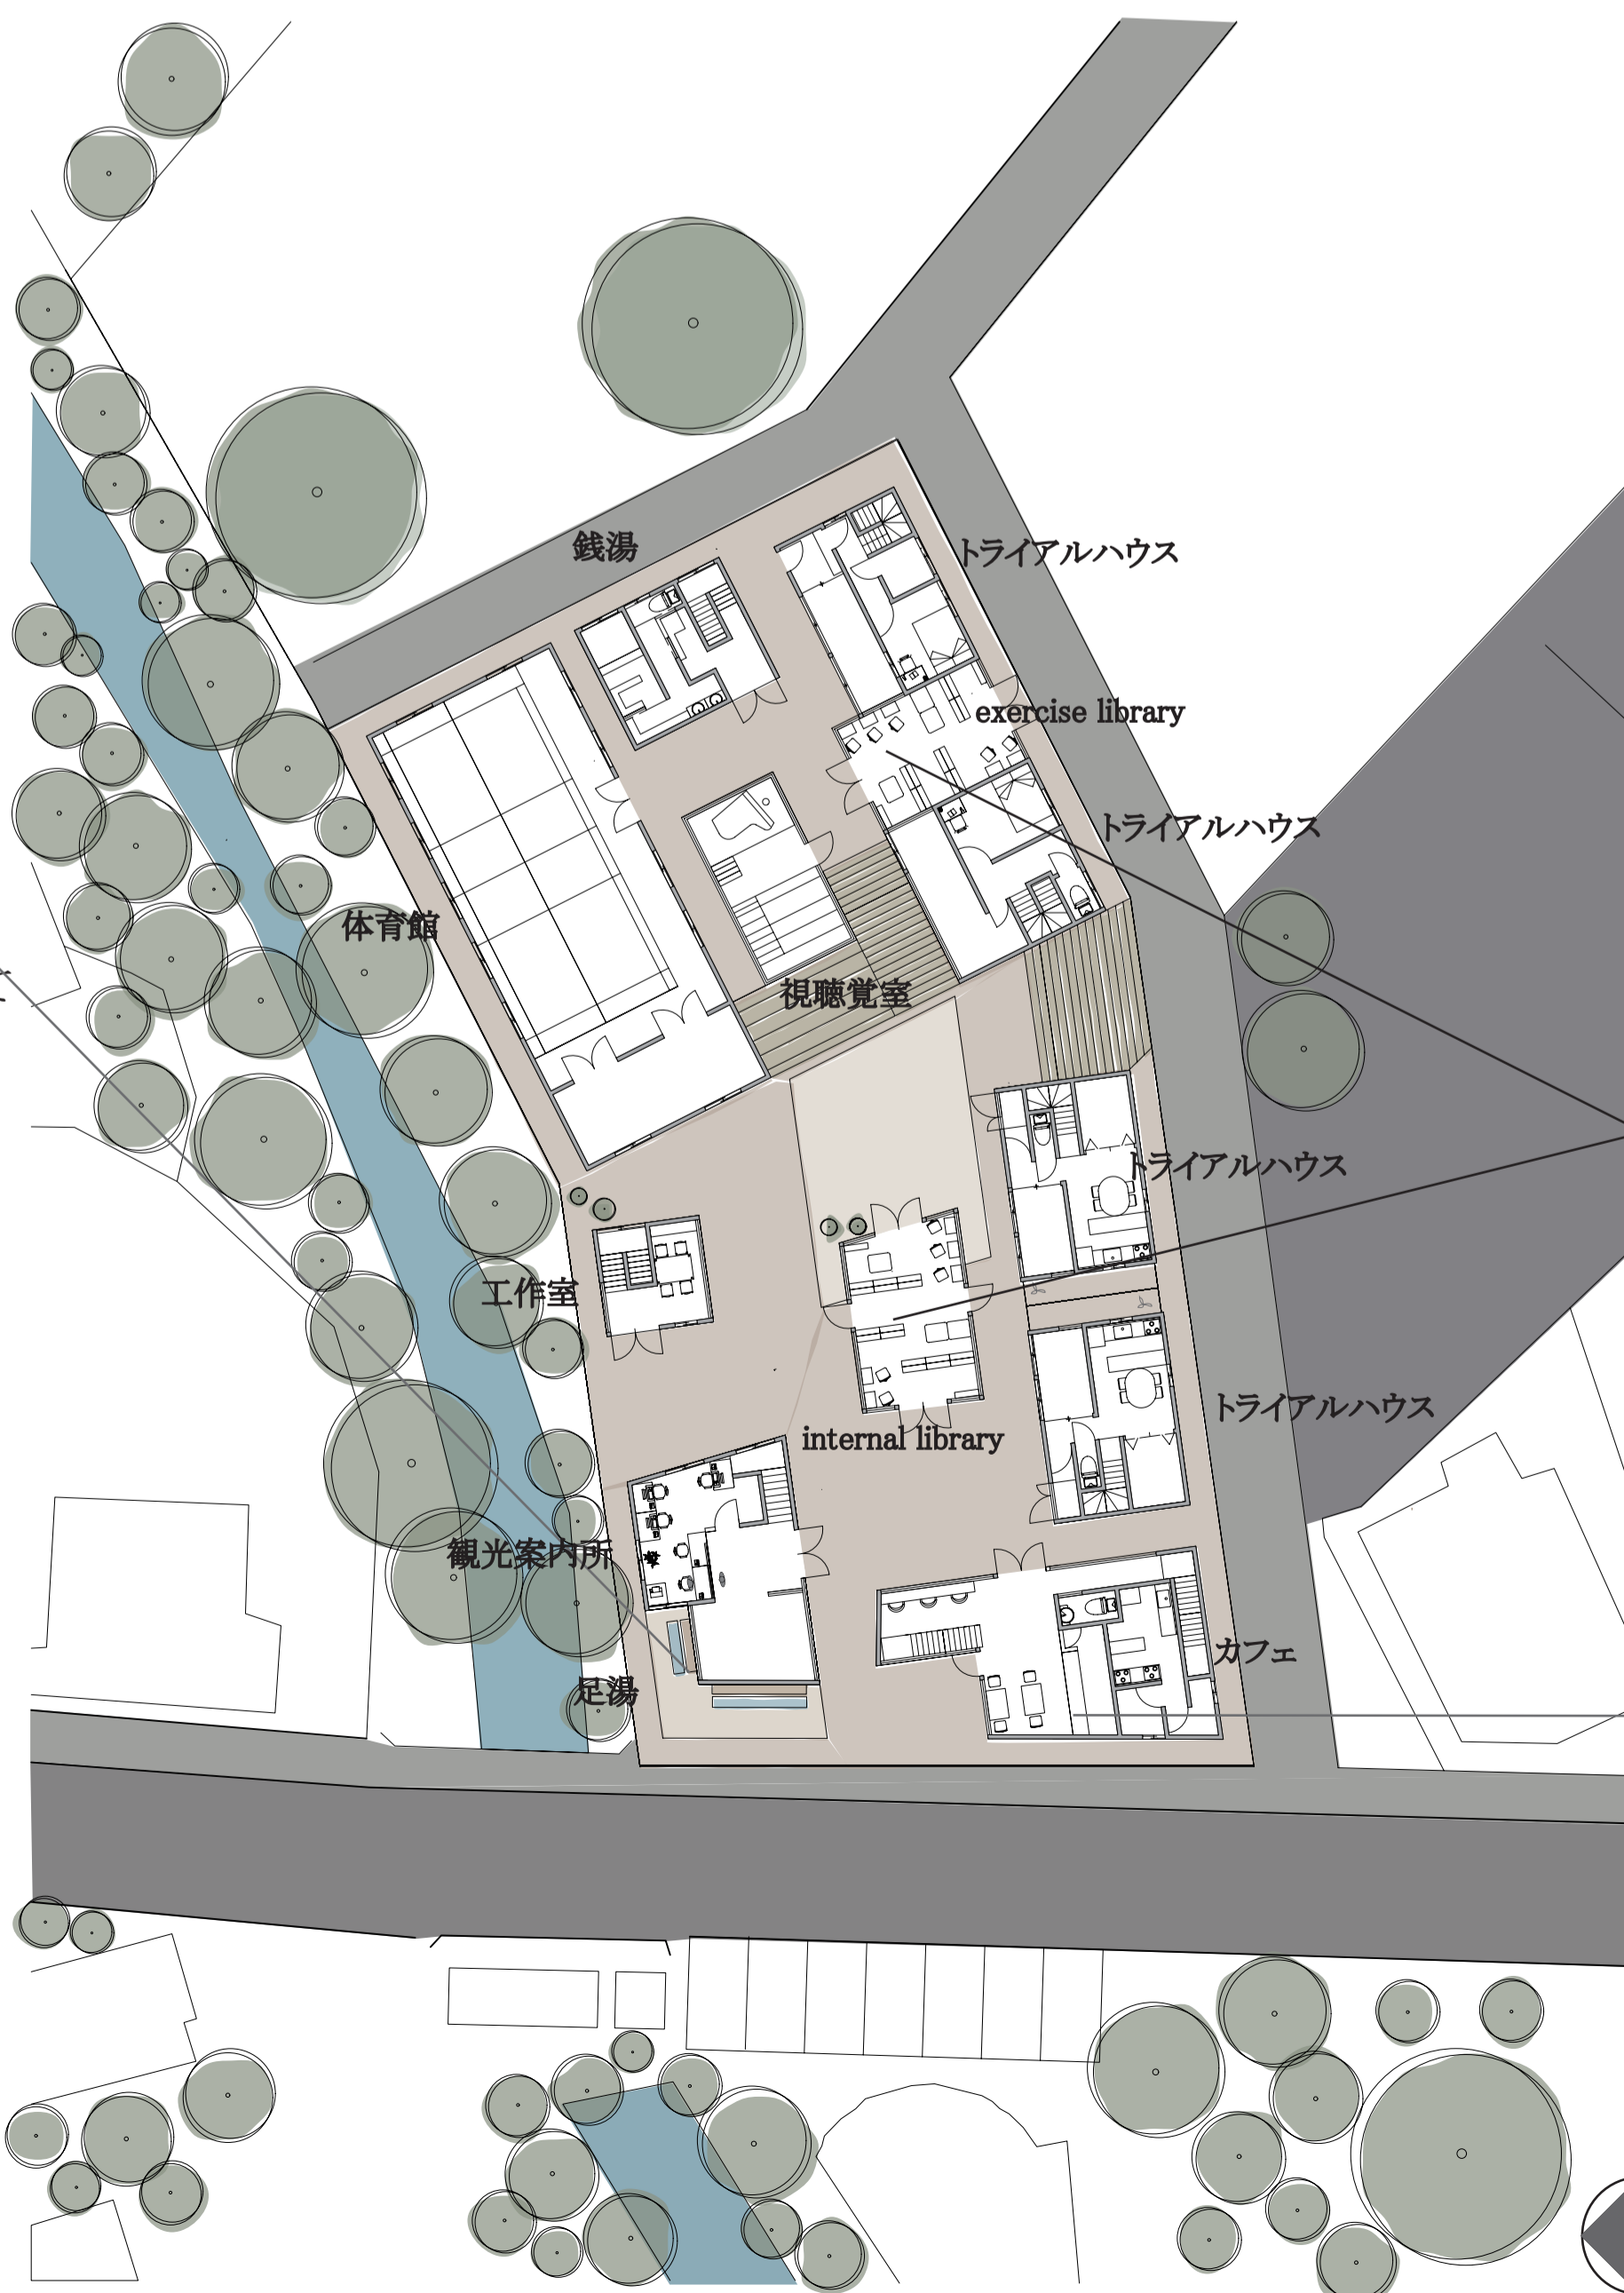 銭湯
トライアルハウス
exercise library
トライアルハウス
体育館
視聴覚室
トライアルハウス
工作室
トライアルハウス
internal library
観光案内所
カフェ
足湯